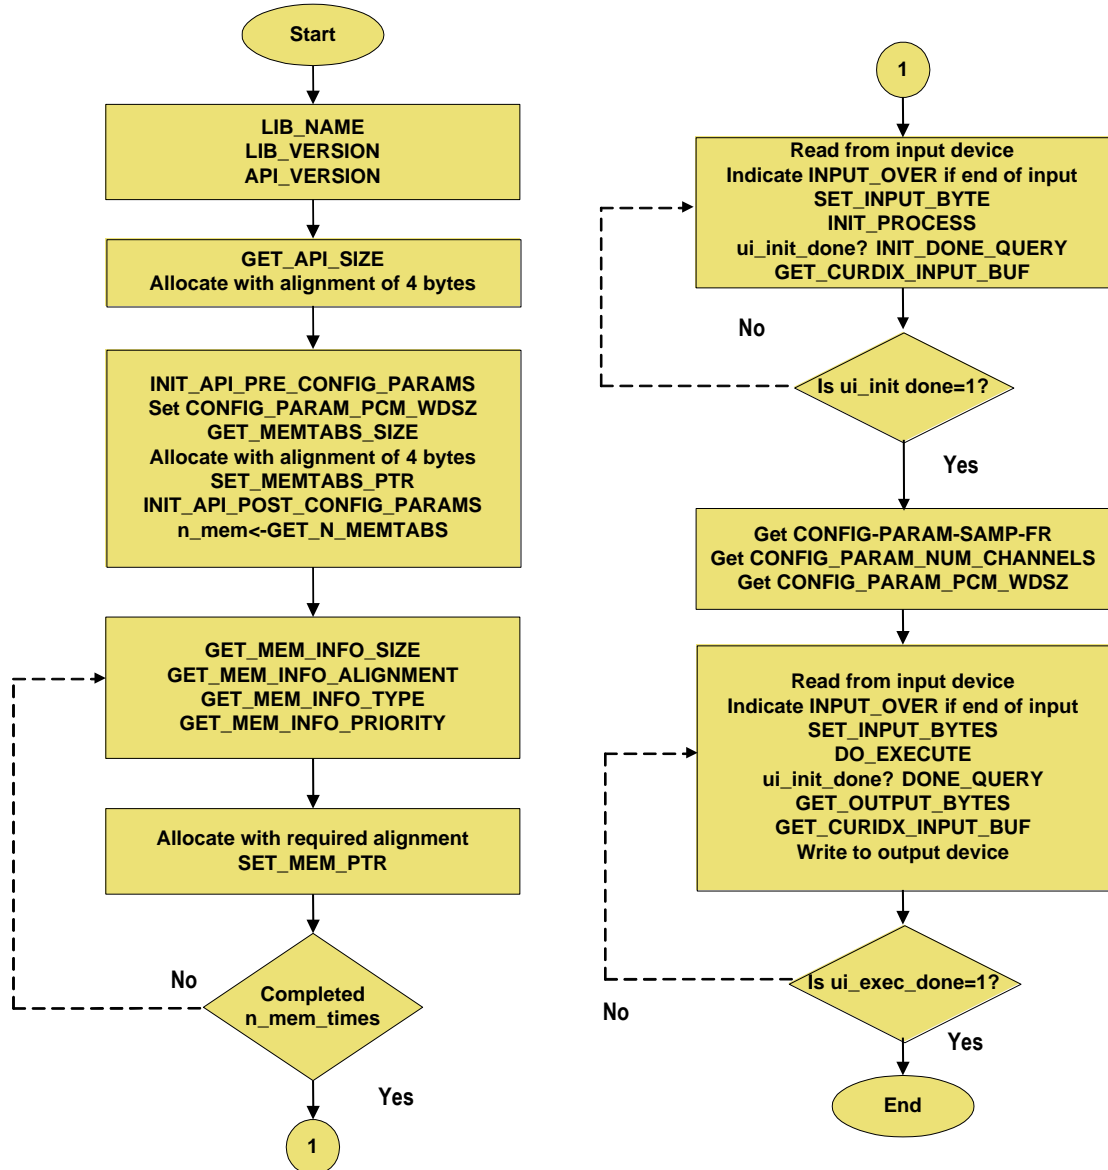 Start
LIB_NAME
LIB_VERSION
API_VERSION
GET_API_SIZE
Allocate with alignment of 4 bytes
INIT_API_PRE_CONFIG_PARAMS
Set CONFIG_PARAM_PCM_WDSZ
GET_MEMTABS_SIZE
Allocate with alignment of 4 bytes
SET_MEMTABS_PTR
INIT_API_POST_CONFIG_PARAMS
n_mem<-GET_N_MEMTABS
GET_MEM_INFO_SIZE
GET_MEM_INFO_ALIGNMENT
GET_MEM_INFO_TYPE
GET_MEM_INFO_PRIORITY
Allocate with required alignment
SET_MEM_PTR
No
Completed
n_mem_times
Yes
1
1
Read from input device
Indicate INPUT_OVER if end of input
SET_INPUT_BYTE
INIT_PROCESS
ui_init_done? INIT_DONE_QUERY
GET_CURDIX_INPUT_BUF
No
Is ui_init done=1?
Yes
Get CONFIG-PARAM-SAMP-FR
Get CONFIG_PARAM_NUM_CHANNELS
Get CONFIG_PARAM_PCM_WDSZ
Read from input device
Indicate INPUT_OVER if end of input
SET_INPUT_BYTES
DO_EXECUTE
ui_init_done? DONE_QUERY
GET_OUTPUT_BYTES
GET_CURIDX_INPUT_BUF
Write to output device
Is ui_exec_done=1?
No
Yes
End